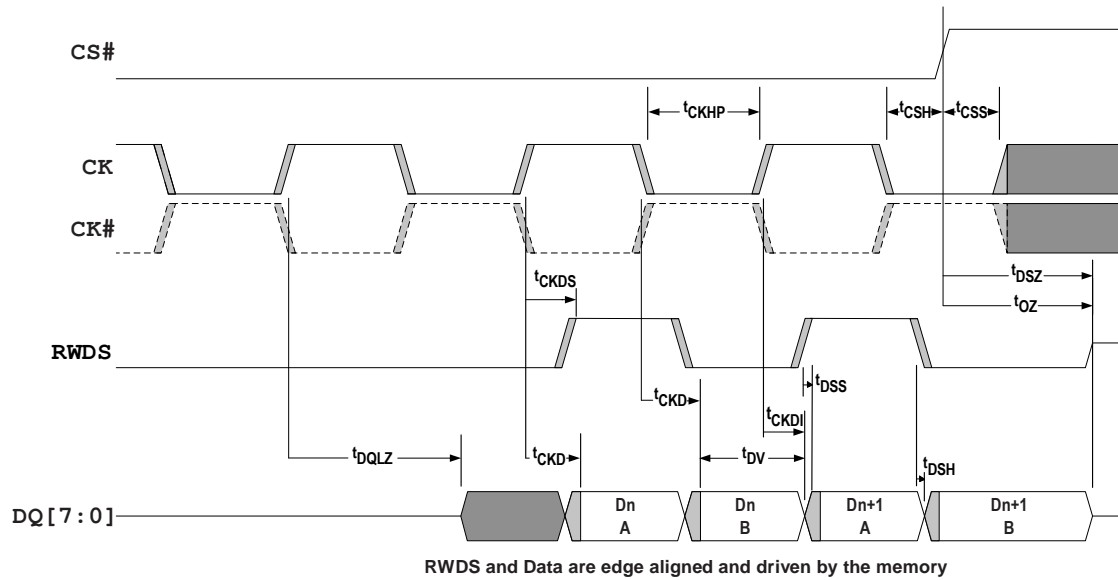 CS#
tCKHP
tCSH
tCSS
CK
CK#
tCKDS
tDSZ
tOZ
RWDS
tDSS
tCKD
tCKDI
tDQLZ
tCKD
tDV
tDSH
DQ[7:0]
Dn
A
Dn
B
Dn+1
A
Dn+1
B
RWDS and Data are edge aligned and driven by the memory